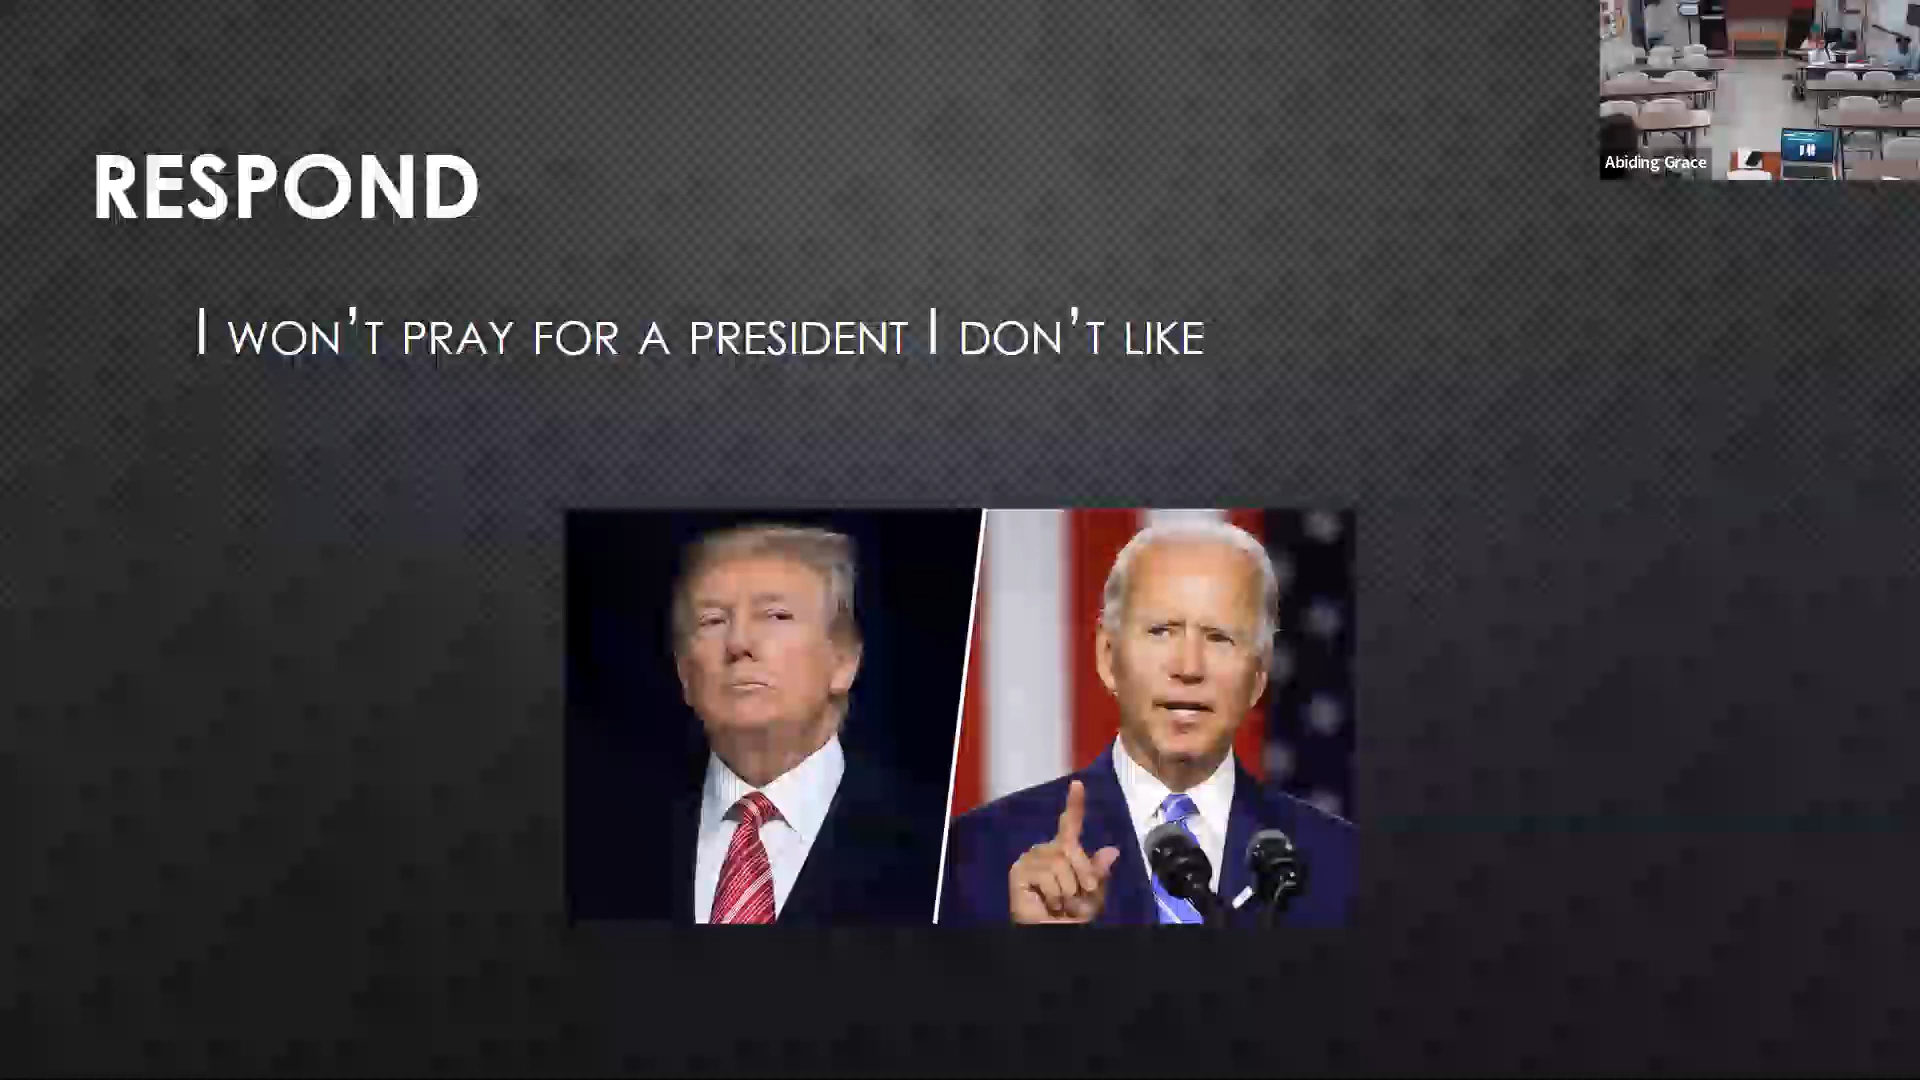 RESPOND
I WON’T PRAY FOR A PRESIDENT I DON’T LIKE
Abiding Grace